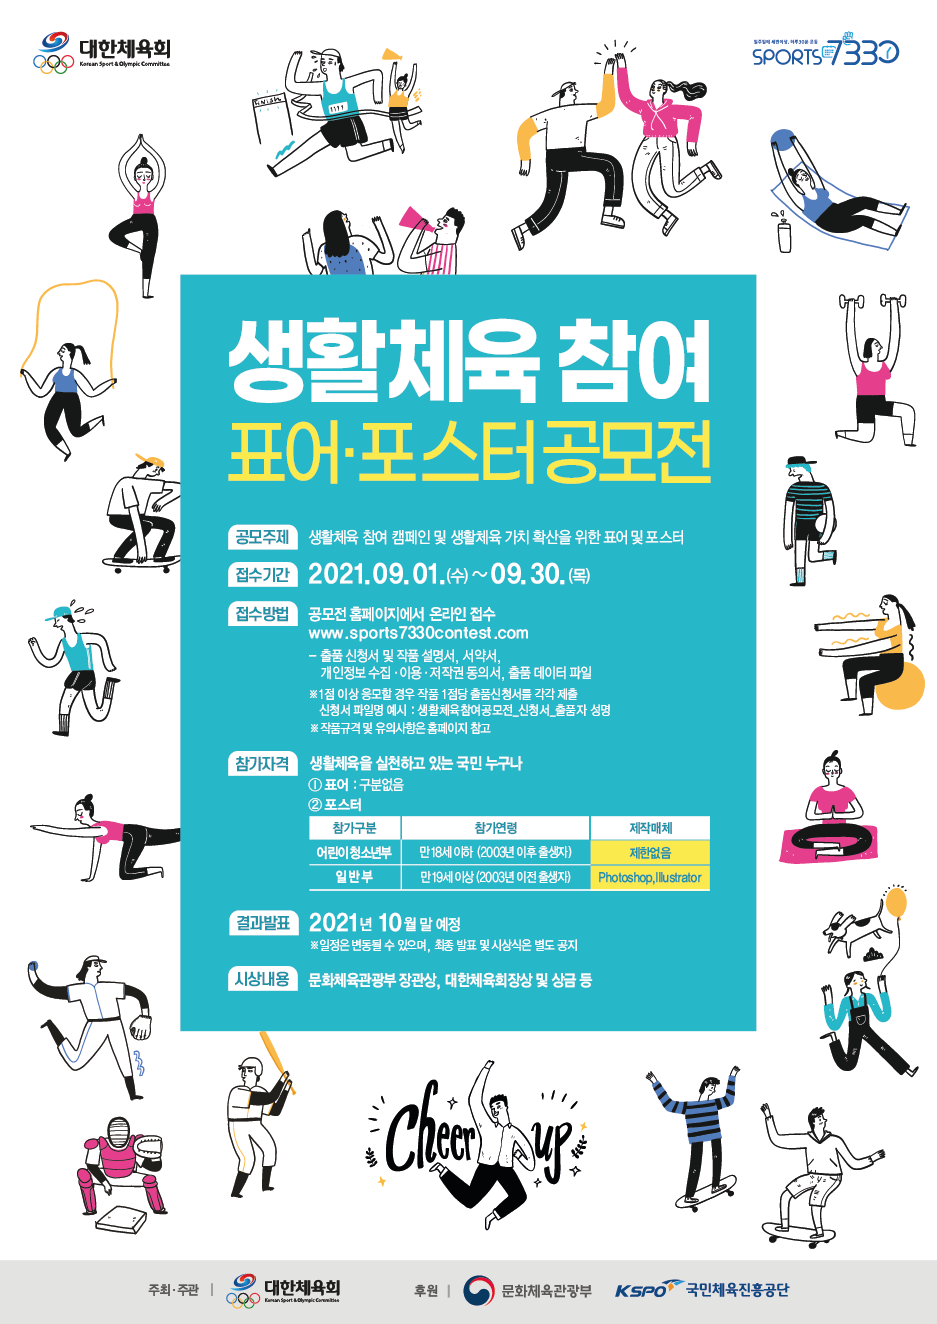 대한체육회
Korean Sport & Olympic Committee
일주일에 세번이상, 하루30분 운동
SPORTS 7330
finish
1111
생활체육 참여
표어·포스터 공모전
공모주제 생활체육 참여 캠페인 및 생활체육 가치 확산을 위한 표어 및 포스터
접수기간 2021. 09. 01.(수) ~ 09. 30.(목)
접수방법 공모전 홈페이지에서 온라인 접수
www.sports7330contest.com
- 출품 신청서 및 작품 설명서, 서약서,
개인정보 수집·이용·저작권 동의서, 출품 데이터 파일
※1점 이상 응모할 경우 작품 1점당 출품신청서를 각각 제출
신청서 파일명 예시 : 생활체육참여공모전_신청서_출품자 성명
※ 작품규격 및 유의사항은 홈페이지 참고
참가자격 생활체육을 실천하고 있는 국민 누구나
① 표어 : 구분없음
② 포스터
참가구분 참가연령 제작매체
어린이 청소년부 만18세 이하 (2003년 이후 출생자) 제한없음
일반부 만19세 이상 (2003년 이전 출생자) Photoshop,Illustrator
결과발표 2021년 10월 말 예정
※일정은 변동될 수 있으며, 최종 발표 및 시상식은 별도 공지
시상내용 문화체육관광부 장관상, 대한체육회장상 및 상금 등
Cheer up
주최·주관 | 대한체육회 후원 | 문화체육관광부 KSPO 국민체육진흥공단
Korean Sport & Olympic Committee